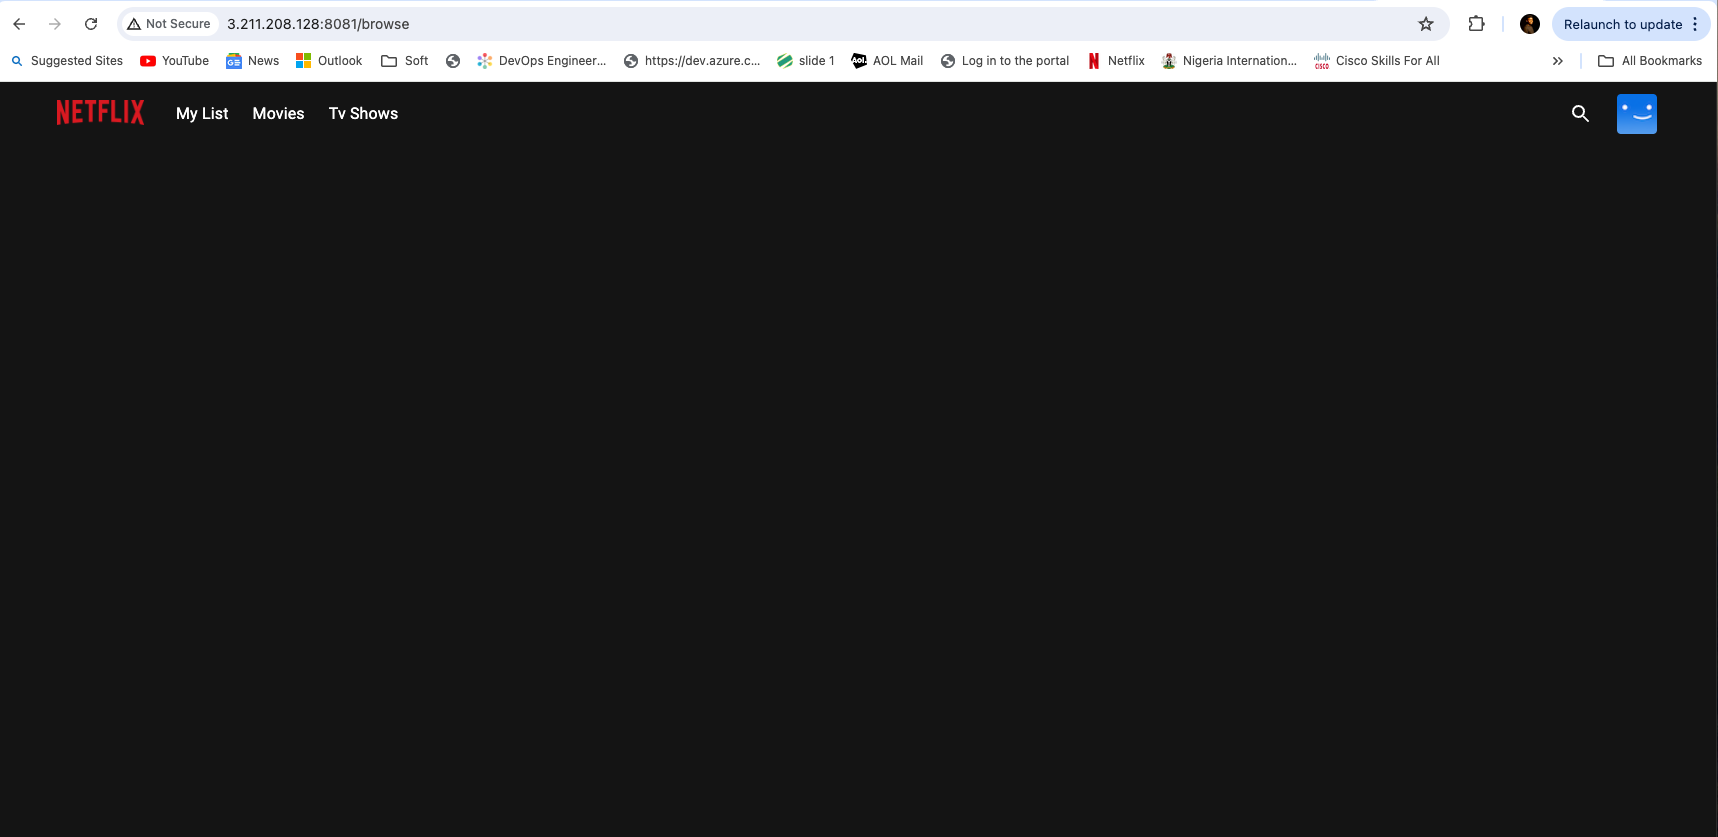 Not Secure 3.211.208.128:8081/browse Relaunch to update
Suggested Sites YouTube News Outlook Soft DevOps Engineer... https://dev.azure.c... slide 1 Aol. AOL Mail Log in to the portal Netflix Nigeria Internation... CISCO Cisco Skills For All All Bookmarks
NETFLIX My List Movies Tv Shows